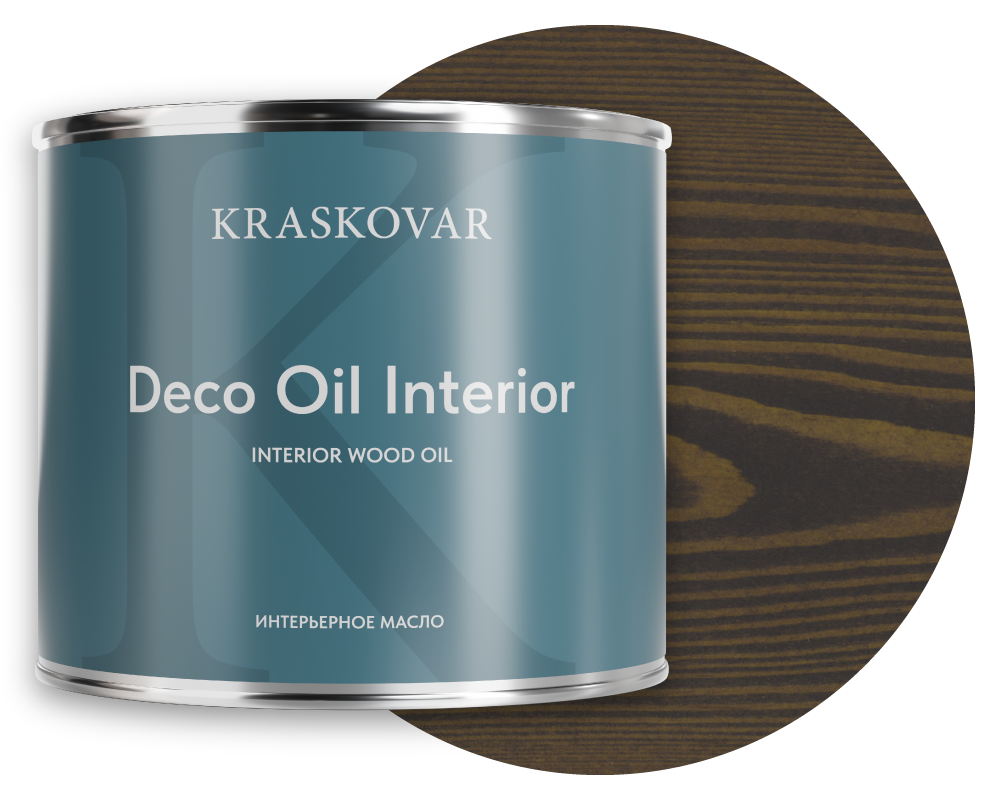 KRASKOVAR
Deco Oil Interior
INTERIOR WOOD OIL
ИНТЕРЬЕРНОЕ МАСЛО